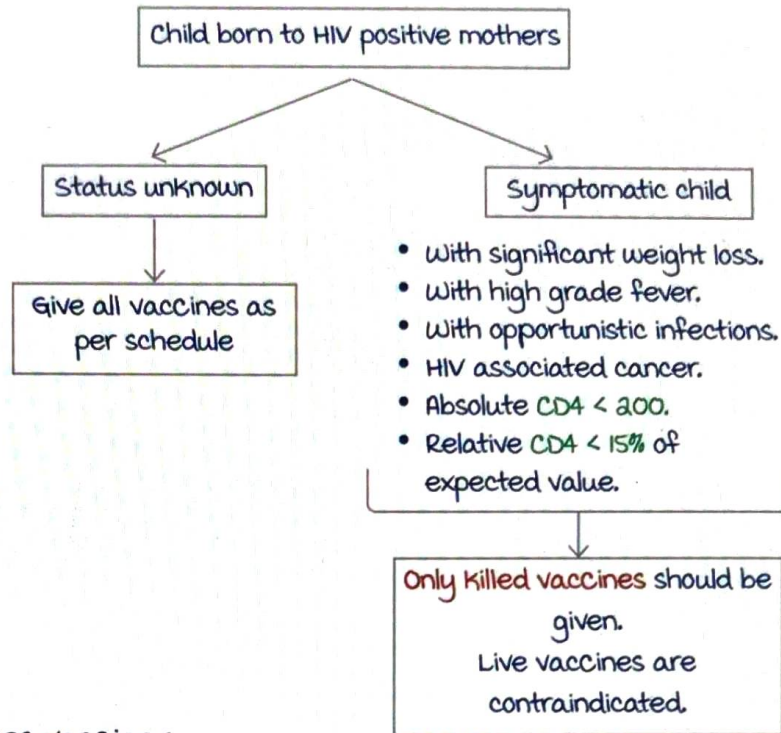 Child born to HIV positive mothers
Status unknown
Give all vaccines as
per schedule
Symptomatic child
• With significant weight loss.
• With high grade fever.
• With opportunistic infections.
• HIV associated cancer.
• Absolute CD4 < 200.
• Relative CD4 < 15% of
expected value.
Only killed vaccines should be
given.
Live vaccines are
contraindicated.